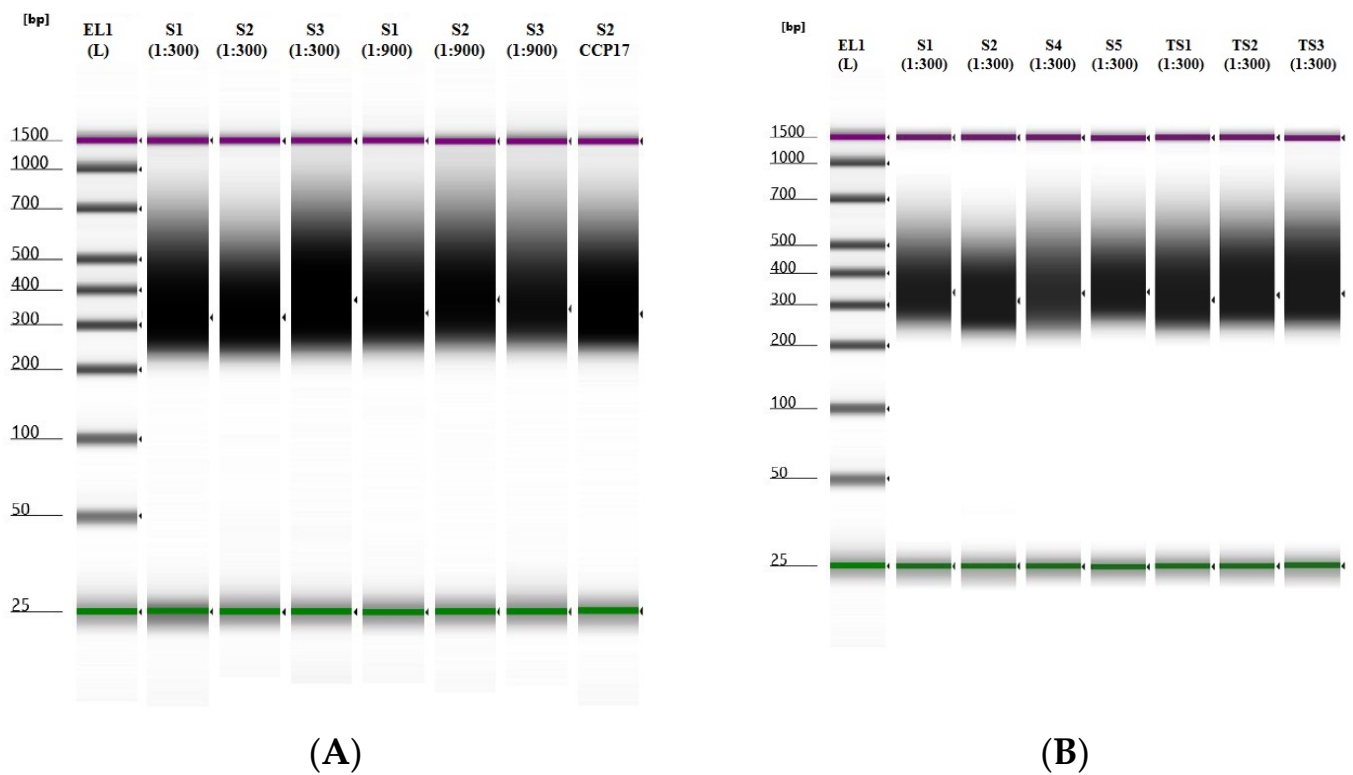 [bp]
EL1 S1 S2 S3 S1 S2 S3 S2
(L) (1:300) (1:300) (1:300) (1:900) (1:900) (1:900) CCP17
1500
1000
700
500
400
300
200
100
50
25
(A)
[bp]
EL1 S1 S2 S4 S5 TS1 TS2 TS3
(L) (1:300) (1:300) (1:300) (1:300) (1:300) (1:300) (1:300)
1500
1000
700
500
400
300
200
100
50
25
(B)